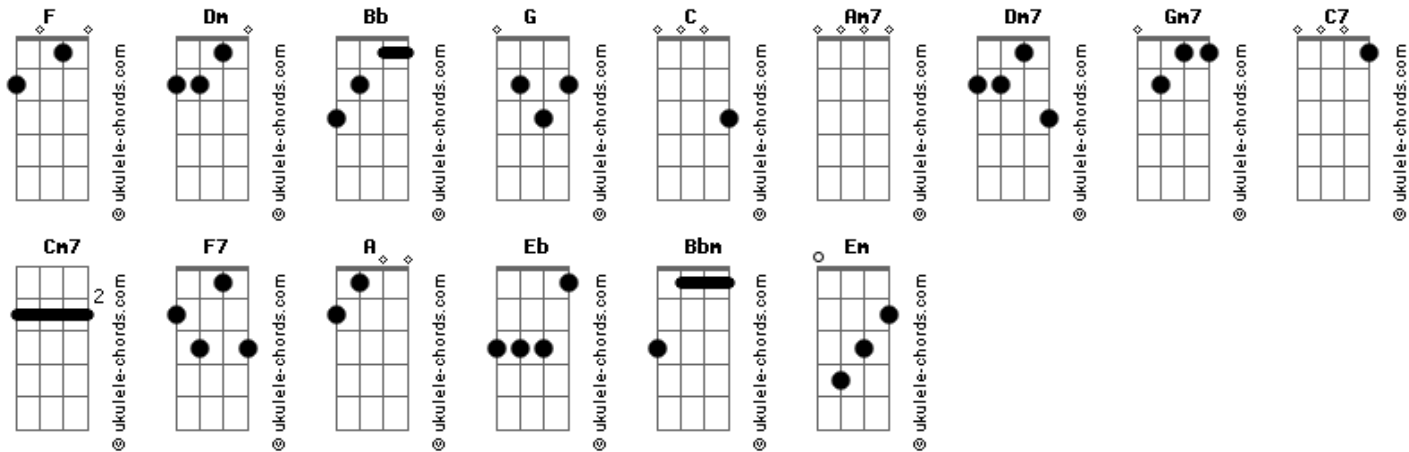 F Dm Bb G C Am7 Dm7 Gm7 C7
© ukulele-chords.com © ukulele-chords.com © ukulele-chords.com © ukulele-chords.com © ukulele-chords.com © ukulele-chords.com © ukulele-chords.com © ukulele-chords.com © ukulele-chords.com
Cm7 F7 A Eb Bbm Em
2
© ukulele-chords.com © ukulele-chords.com © ukulele-chords.com © ukulele-chords.com © ukulele-chords.com © ukulele-chords.com